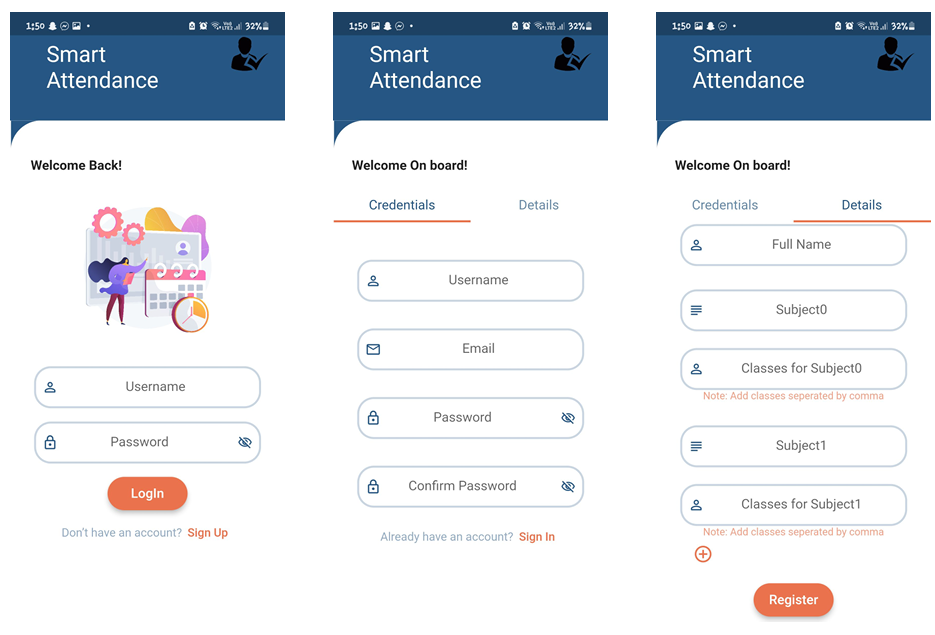 1:50
32%
Smart
Attendance
Welcome Back!
Username
Password
LogIn
Don't have an account? Sign Up
1:50
32%
Smart
Attendance
Welcome On board!
Credentials Details
Username
Email
Password
Confirm Password
Already have an account? Sign In
1:50
32%
Smart
Attendance
Welcome On board!
Credentials Details
Full Name
Subject0
Classes for Subject0
Note: Add classes seperated by comma
Subject1
Classes for Subject1
Note: Add classes seperated by comma
Register